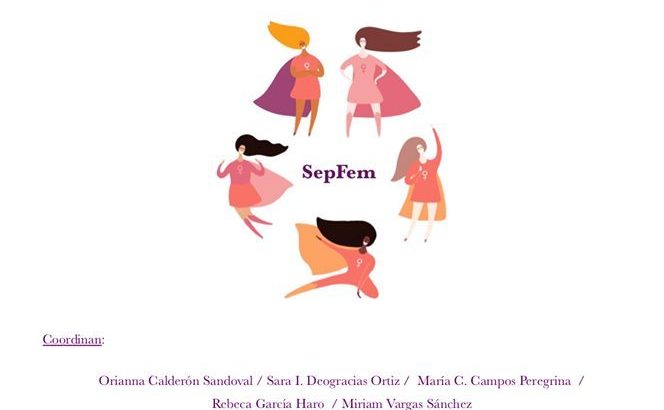 SepFem
Coordinan:
Orianna Calderón Sandoval / Sara I. Deogracias Ortiz / María C. Campos Peregrina /
Rebeca García Haro / Miriam Vargas Sánchez